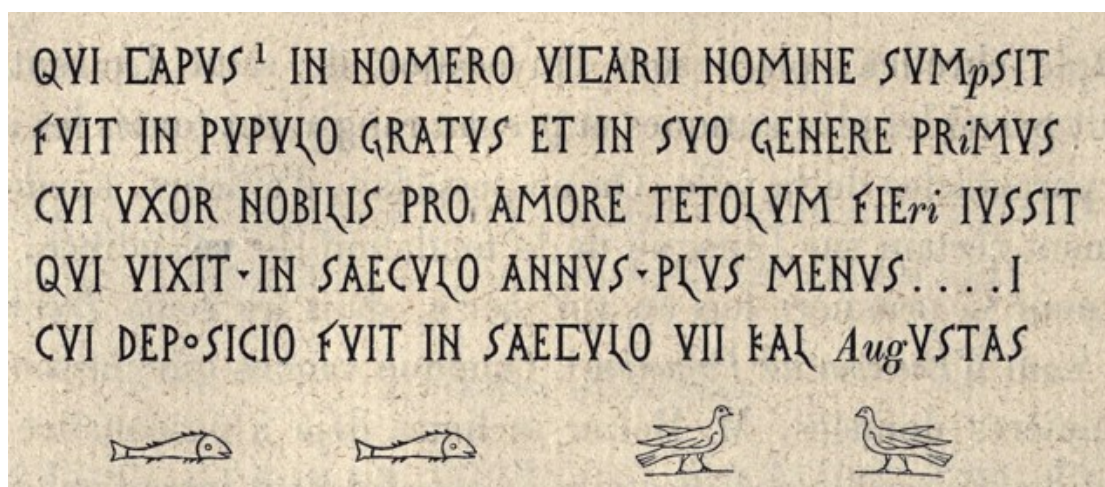 QVI CAPVS¹ IN NOMERO VICARII NOMINE SVMpSIT
FVIT IN PVPVLO GRATVS ET IN SVO GENERE PRiMVS
CVI VXOR NOBILIS PRO AMORE TETOLVM FIEri IVSSIT
QVI VIXIT · IN SAECVLO ANNVS · PLVS MENVS....I
CVI DEPOSICIO FVIT IN SAECVLO VII KAL AugVSTAS